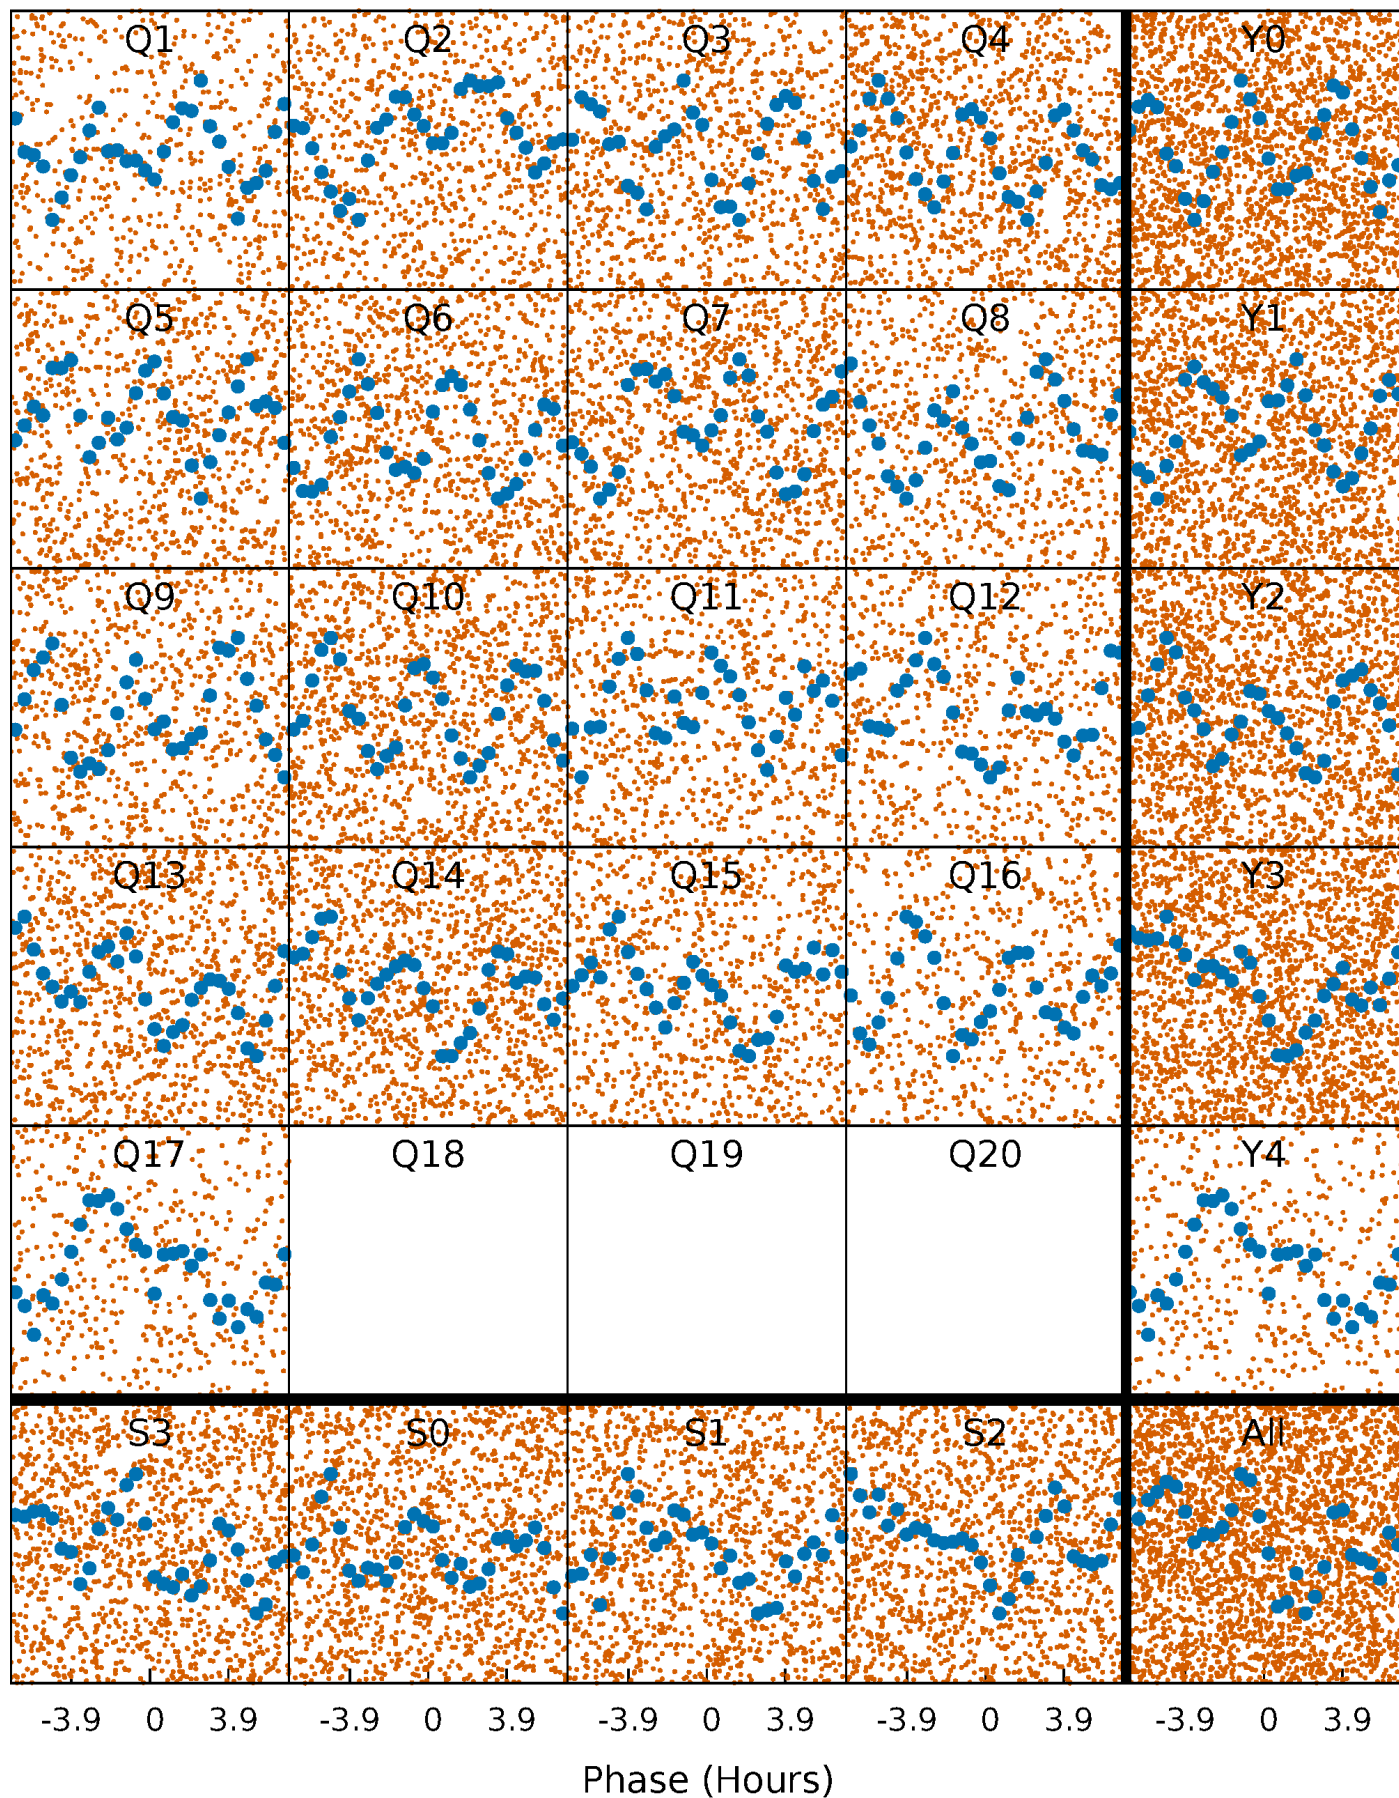 Q1 Q2 Q3 Q4 Y0
Q5 Q6 Q7 Q8 Y1
Q9 Q10 Q11 Q12 Y2
Q13 Q14 Q15 Q16 Y3
Q17 Q18 Q19 Q20 Y4
S3 S0 S1 S2 All
-3.9 0 3.9 -3.9 0 3.9 -3.9 0 3.9 -3.9 0 3.9 -3.9 0 3.9
Phase (Hours)